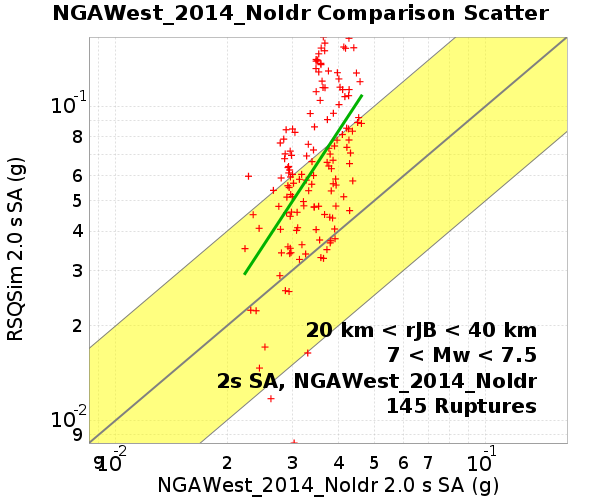 NGAWest_2014_NoIdr Comparison Scatter
RSQSim 2.0 s SA (g)
10-1
8
6
5
4
3
2
10-2
9
20 km < rJB < 40 km
7 < Mw < 7.5
2s SA, NGAWest_2014_NoIdr
145 Ruptures
9 10-2 2 3 4 5 6 7 8 10-1
NGAWest_2014_NoIdr 2.0 s SA (g)